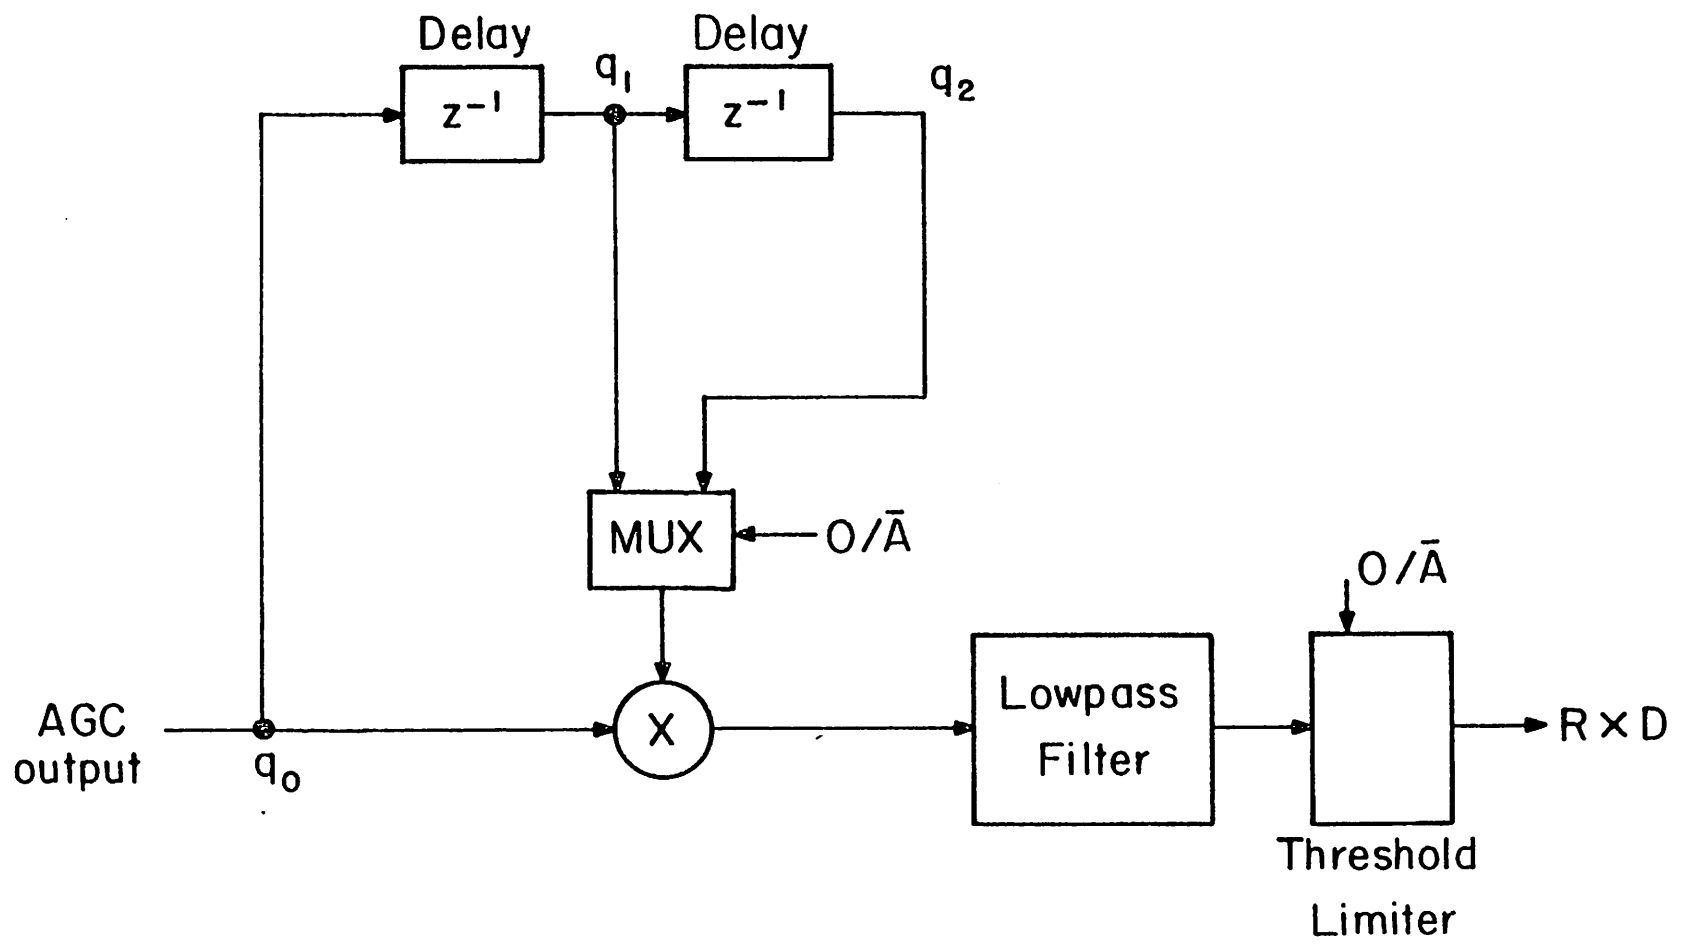 Delay
Delay
q₁
q₂
z⁻¹
z⁻¹
MUX
O/Ā
O/Ā
AGC
output
q₀
X
Lowpass
Filter
R×D
Threshold
Limiter